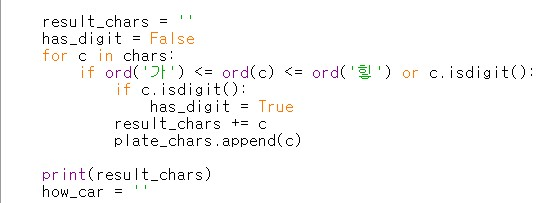 result_chars = ''
has_digit = False
for c in chars:
if ord('가') <= ord(c) <= ord('힣') or c.isdigit():
if c.isdigit():
has_digit = True
result_chars += c
plate_chars.append(c)
print(result_chars)
how_car = ''